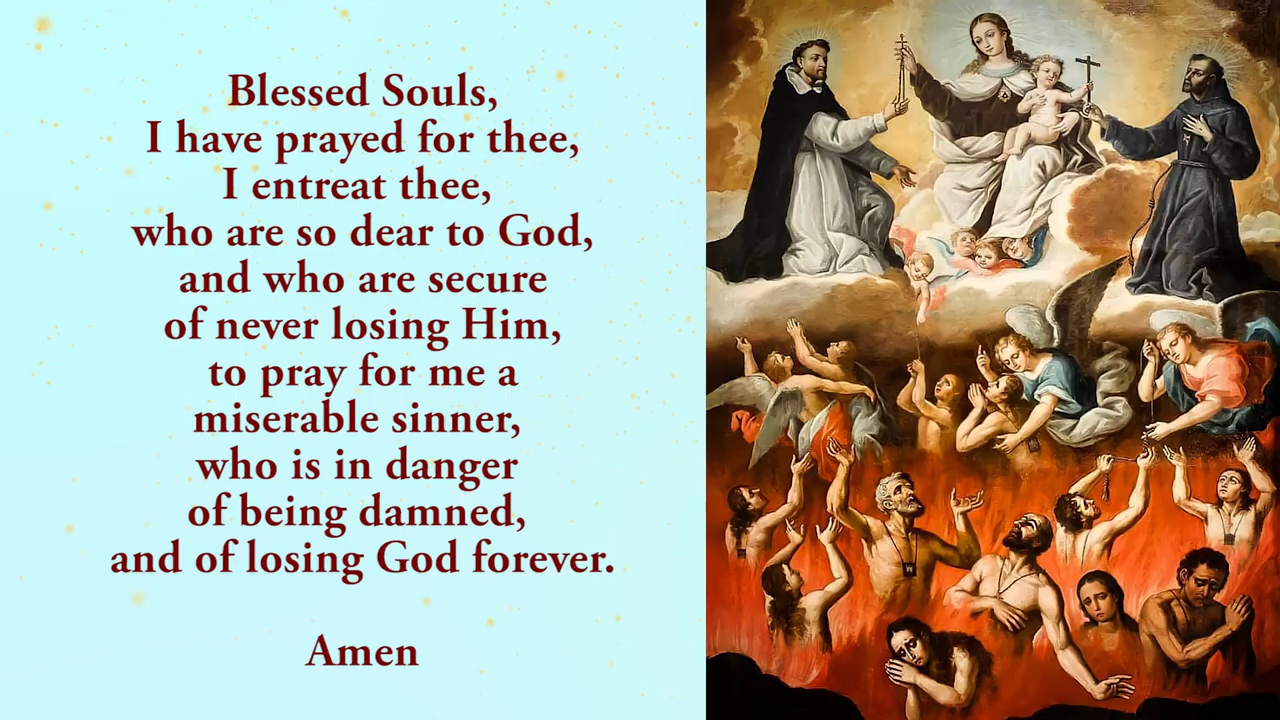 Blessed Souls,
I have prayed for thee,
I entreat thee,
who are so dear to God,
and who are secure
of never losing Him,
to pray for me a
miserable sinner,
who is in danger
of being damned,
and of losing God forever.
Amen